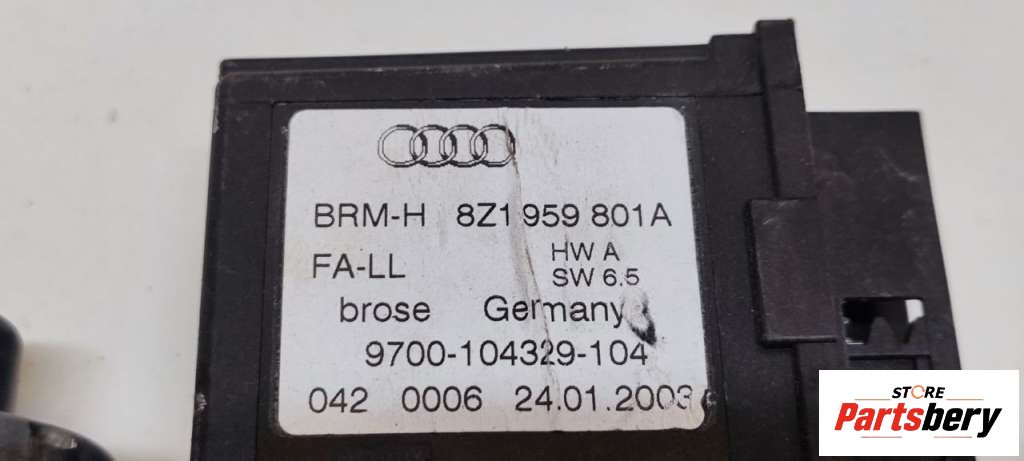 BRM-H 8Z1 959 801A
FA-LL HW A
SW 6.5
brose Germany
9700-104329-104
042 0006 24.01.2003
STORE
Partsbery